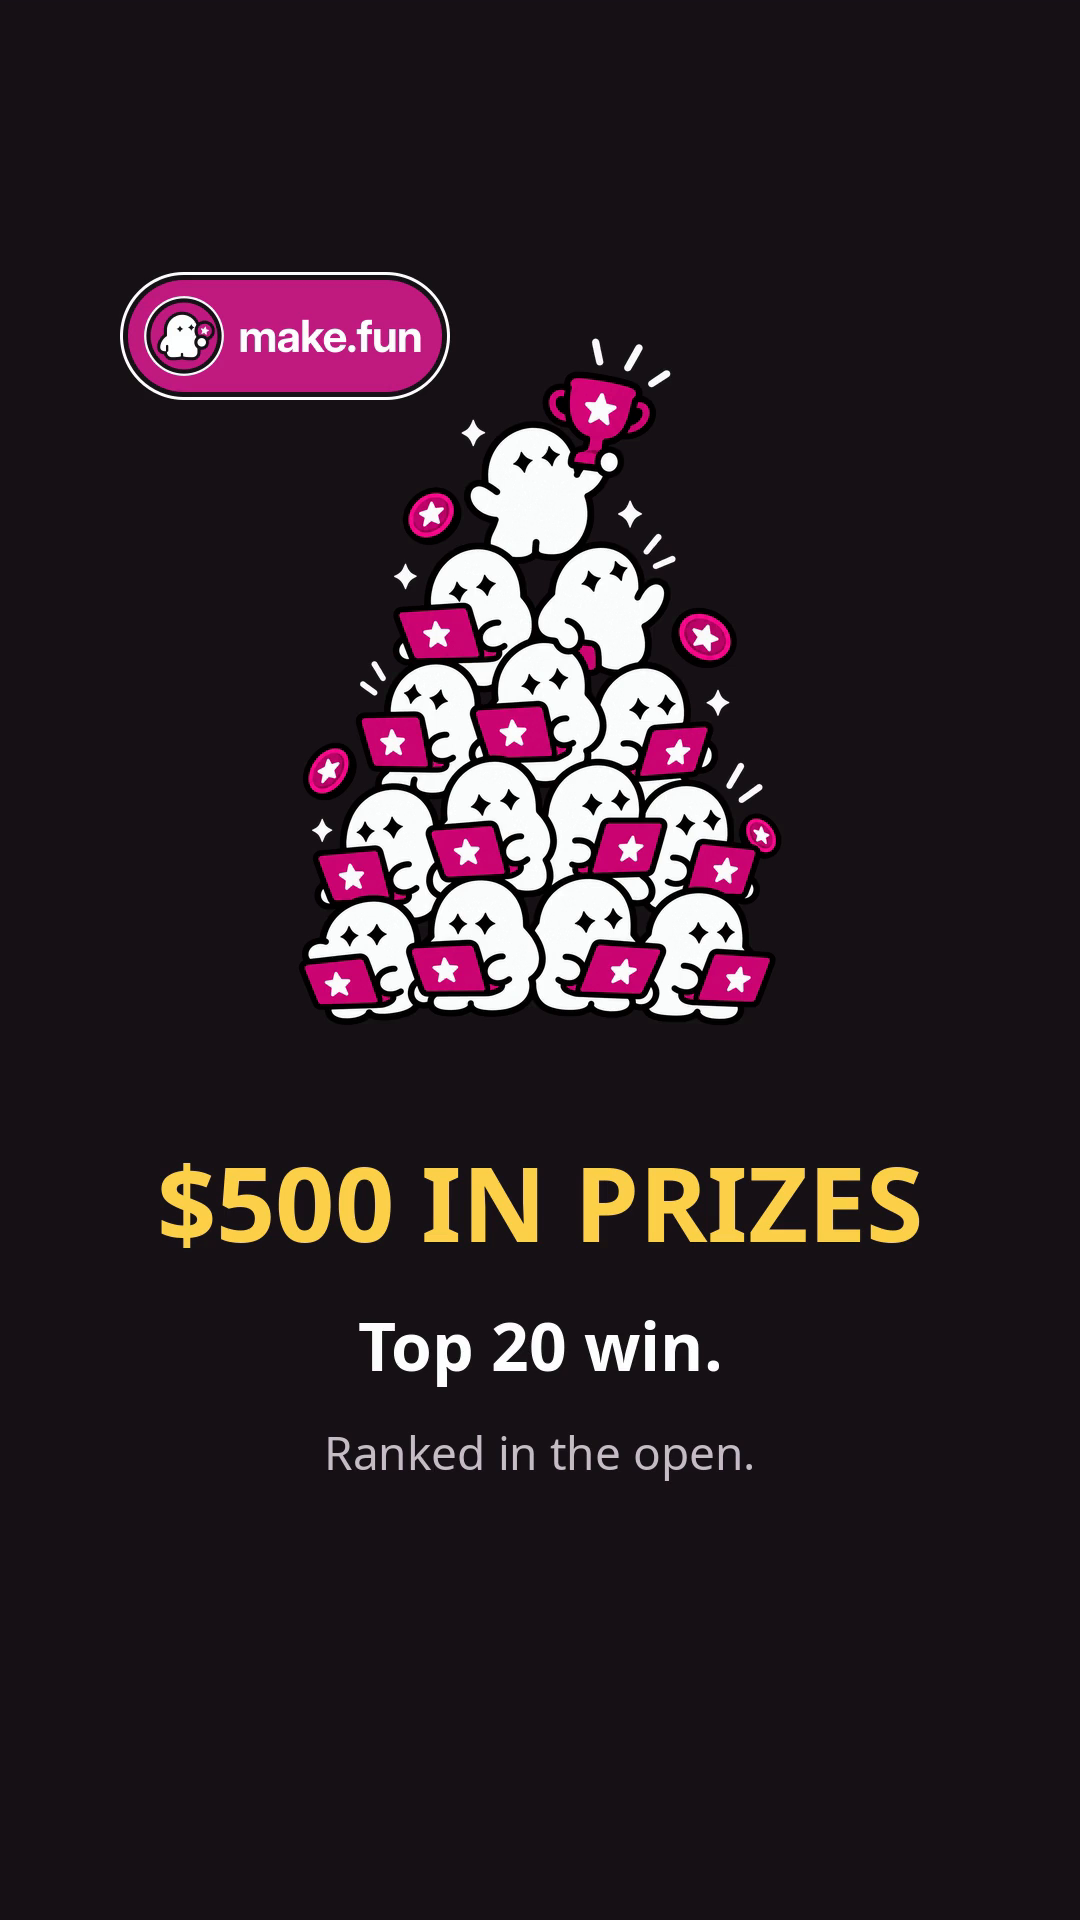 make.fun
$500 IN PRIZES
Top 20 win.
Ranked in the open.